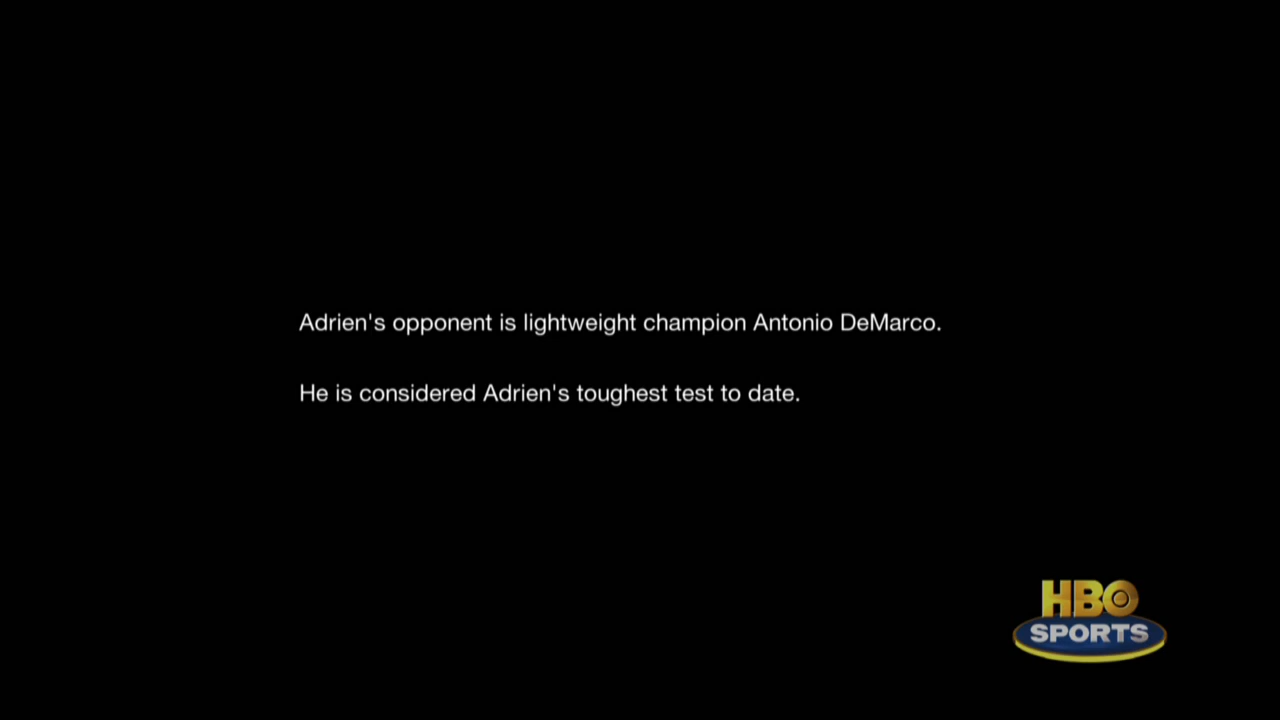 Adrien's opponent is lightweight champion Antonio DeMarco.
He is considered Adrien's toughest test to date.
HBO
SPORTS